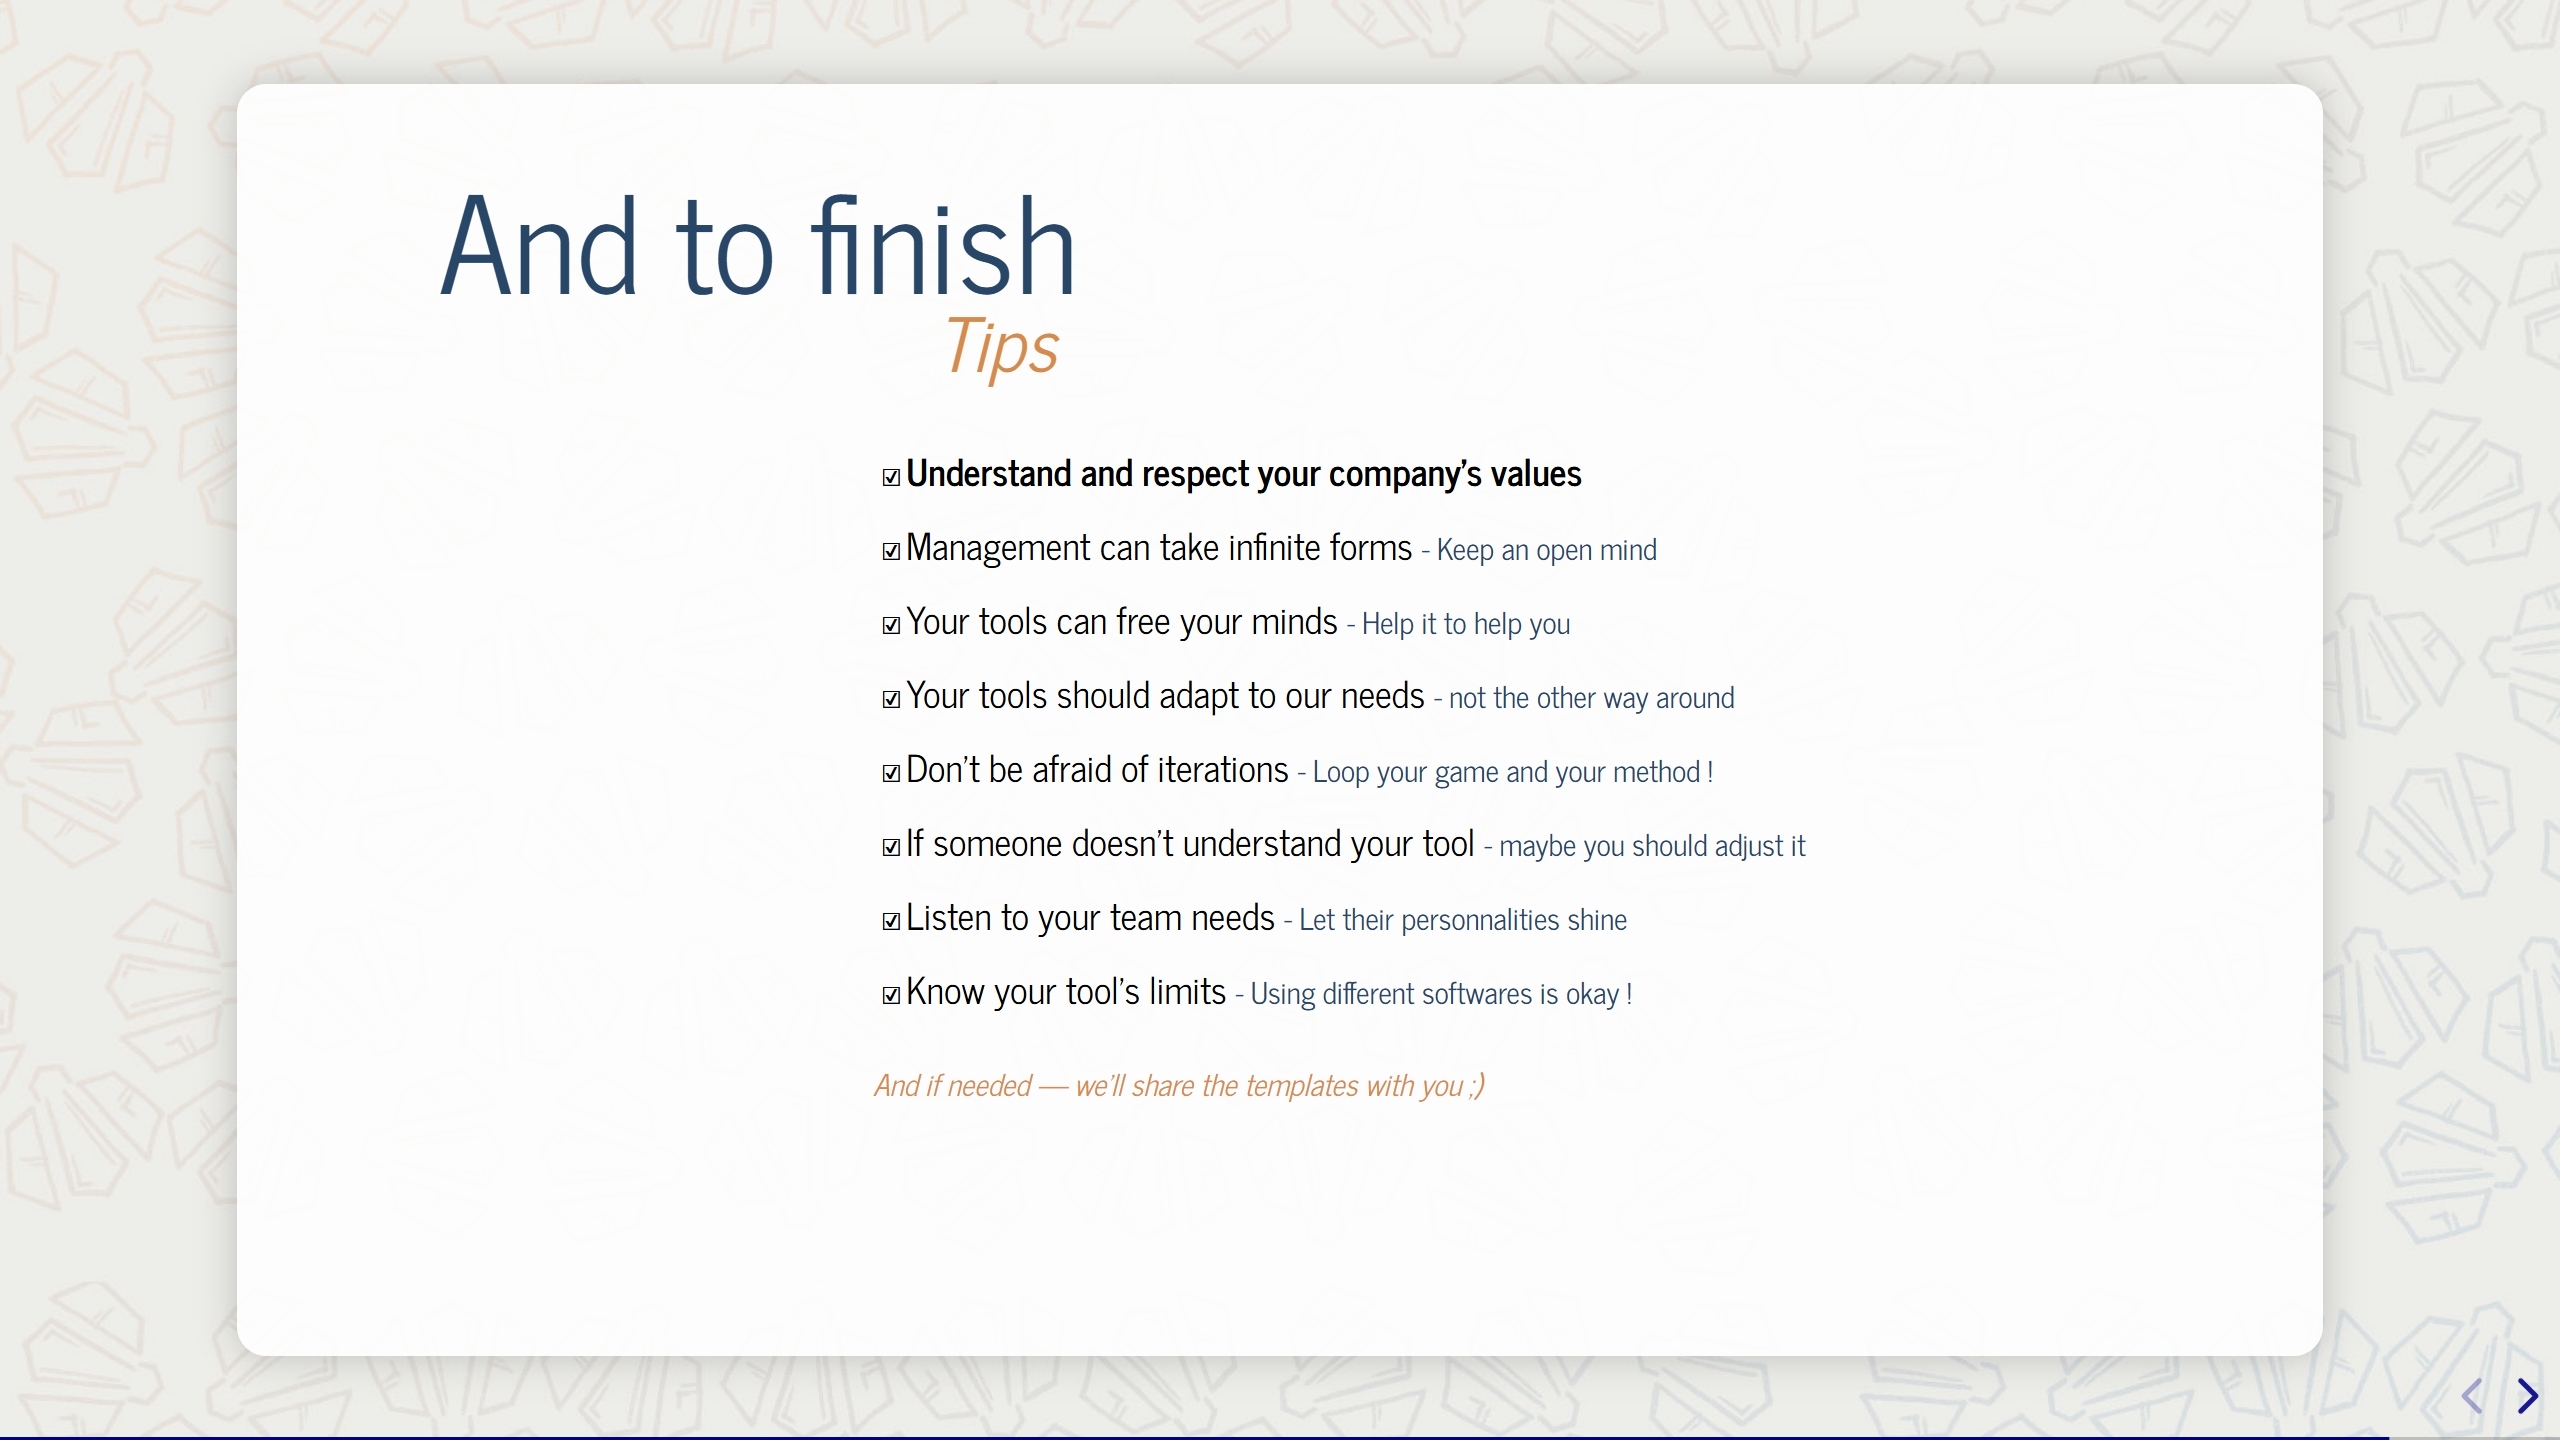 And to finish
Tips
☑ Understand and respect your company’s values
☑ Management can take infinite forms - Keep an open mind
☑ Your tools can free your minds - Help it to help you
☑ Your tools should adapt to our needs - not the other way around
☑ Don’t be afraid of iterations - Loop your game and your method !
☑ If someone doesn’t understand your tool - maybe you should adjust it
☑ Listen to your team needs - Let their personnalities shine
☑ Know your tool’s limits - Using different softwares is okay !
And if needed — we’ll share the templates with you ;)